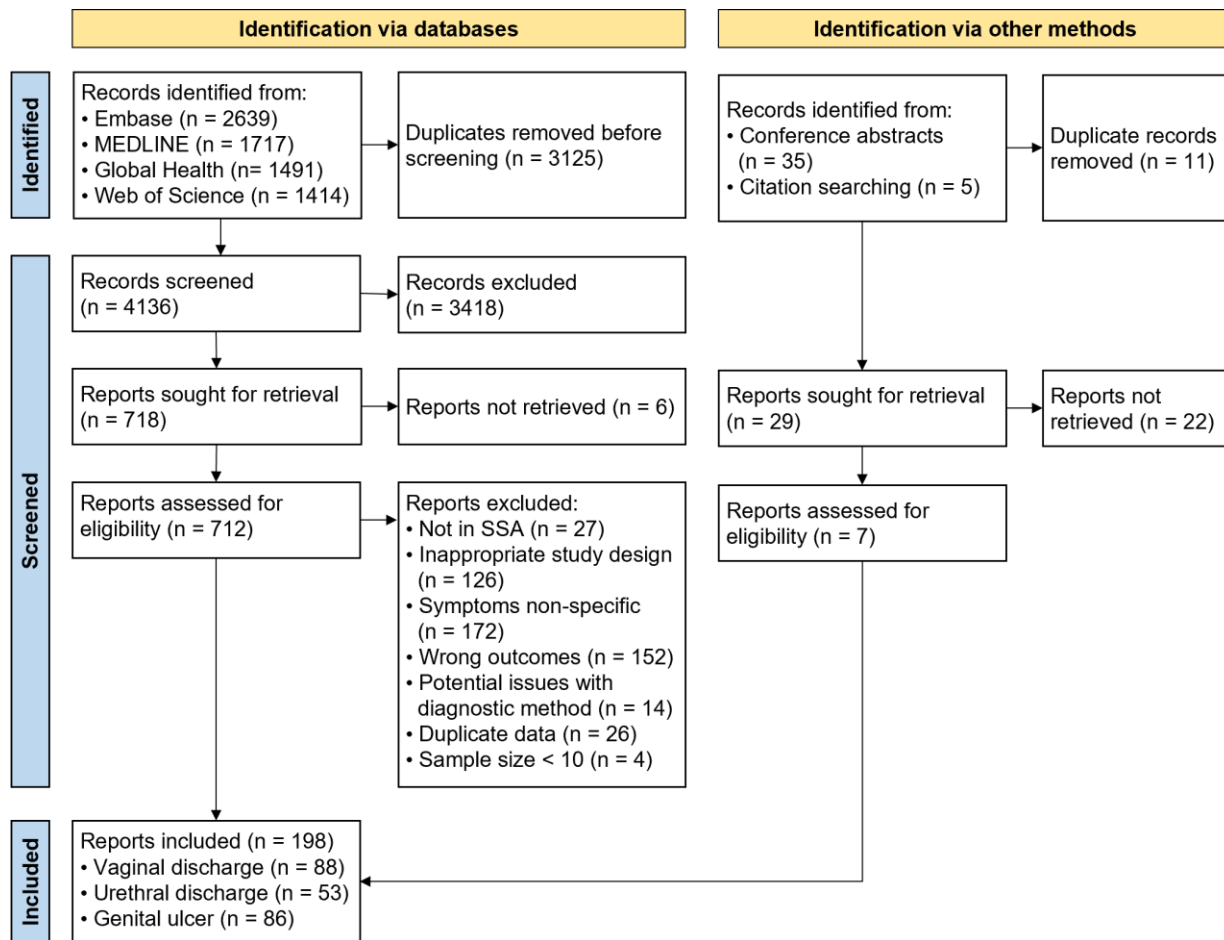 Identification via databases
Identification via other methods
Identified
Records identified from:
• Embase (n = 2639)
• MEDLINE (n = 1717)
• Global Health (n= 1491)
• Web of Science (n = 1414)
Duplicates removed before
screening (n = 3125)
Records identified from:
• Conference abstracts
(n = 35)
• Citation searching (n = 5)
Duplicate records
removed (n = 11)
Screened
Records screened
(n = 4136)
Records excluded
(n = 3418)
Reports sought for retrieval
(n = 718)
Reports not retrieved (n = 6)
Reports sought for retrieval
(n = 29)
Reports not
retrieved (n = 22)
Reports assessed for
eligibility (n = 712)
Reports excluded:
• Not in SSA (n = 27)
• Inappropriate study design
(n = 126)
• Symptoms non-specific
(n = 172)
• Wrong outcomes (n = 152)
• Potential issues with
diagnostic method (n = 14)
• Duplicate data (n = 26)
• Sample size < 10 (n = 4)
Reports assessed for
eligibility (n = 7)
Included
Reports included (n = 198)
• Vaginal discharge (n = 88)
• Urethral discharge (n = 53)
• Genital ulcer (n = 86)